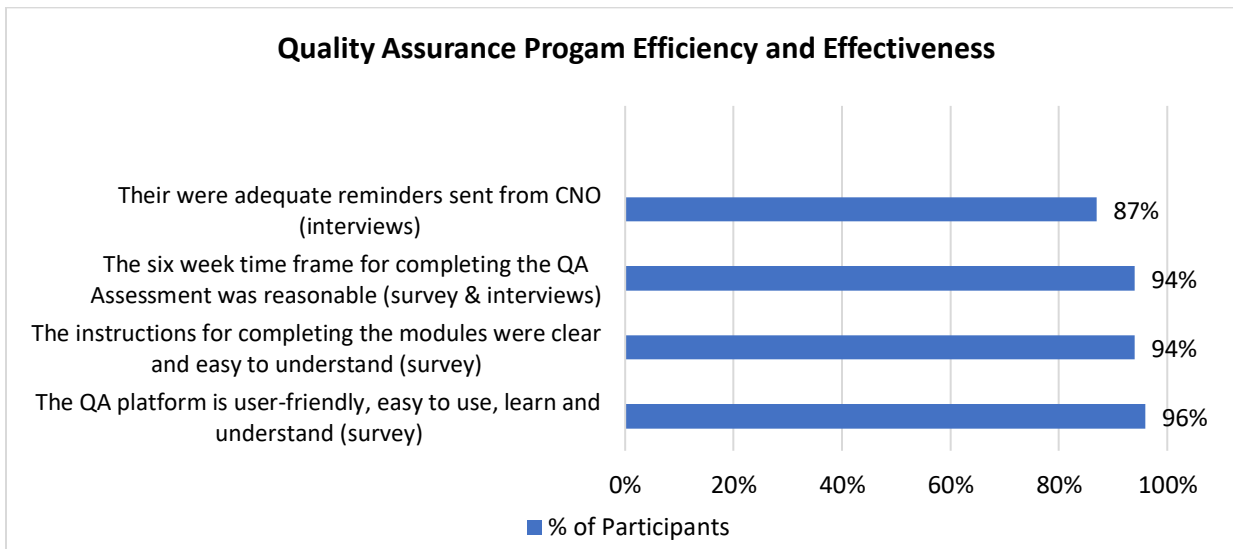 Quality Assurance Progam Efficiency and Effectiveness
Their were adequate reminders sent from CNO
(interviews)
87%
The six week time frame for completing the QA
Assessment was reasonable (survey & interviews)
94%
The instructions for completing the modules were clear
and easy to understand (survey)
94%
The QA platform is user-friendly, easy to use, learn and
understand (survey)
96%
0% 20% 40% 60% 80% 100%
% of Participants